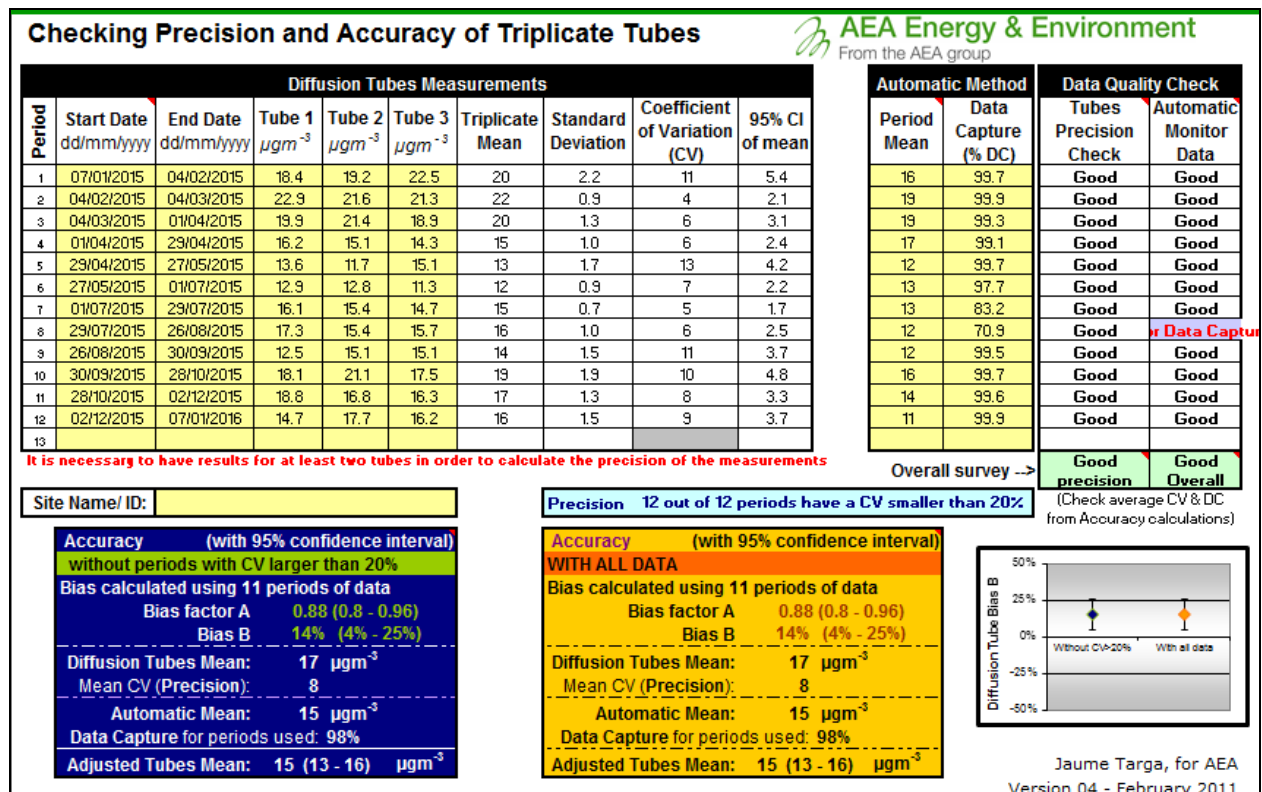 Checking Precision and Accuracy of Triplicate Tubes
AEA Energy & Environment
From the AEA group
Diffusion Tubes Measurements
Automatic Method
Data Quality Check
Period Start Date dd/mm/yyyy End Date dd/mm/yyyy Tube 1 µgm-3 Tube 2 µgm-3 Tube 3 µgm-3 Triplicate Mean Standard Deviation Coefficient of Variation (CV) 95% CI of mean Period Mean Data Capture (% DC) Tubes Precision Check Automatic Monitor Data
1 07/01/2015 04/02/2015 18.4 19.2 22.5 20 2.2 11 5.4 16 99.7 Good Good
2 04/02/2015 04/03/2015 22.9 21.6 21.3 22 0.9 4 2.1 19 99.9 Good Good
3 04/03/2015 01/04/2015 19.9 21.4 18.9 20 1.3 6 3.1 19 99.3 Good Good
4 01/04/2015 29/04/2015 16.2 15.1 14.3 15 1.0 6 2.4 17 99.1 Good Good
5 29/04/2015 27/05/2015 13.6 11.7 15.1 13 1.7 13 4.2 12 99.7 Good Good
6 27/05/2015 01/07/2015 12.9 12.8 11.3 12 0.9 7 2.2 13 97.7 Good Good
7 01/07/2015 29/07/2015 16.1 15.4 14.7 15 0.7 5 1.7 13 83.2 Good Good
8 29/07/2015 26/08/2015 17.3 15.4 15.7 16 1.0 6 2.5 12 70.9 Good r Data Captur
9 26/08/2015 30/09/2015 12.5 15.1 15.1 14 1.5 11 3.7 12 99.5 Good Good
10 30/09/2015 28/10/2015 18.1 21.1 17.5 19 1.9 10 4.8 16 99.7 Good Good
11 28/10/2015 02/12/2015 18.8 16.8 16.3 17 1.3 8 3.3 14 99.6 Good Good
12 02/12/2015 07/01/2016 14.7 17.7 16.2 16 1.5 9 3.7 11 99.9 Good Good
13
It is necessary to have results for at least two tubes in order to calculate the precision of the measurements
Overall survey --> Good precision Good Overall
Site Name/ ID:
Precision 12 out of 12 periods have a CV smaller than 20%
(Check average CV & DC
from Accuracy calculations)
Accuracy (with 95% confidence interval)
without periods with CV larger than 20%
Bias calculated using 11 periods of data
Bias factor A 0.88 (0.8 - 0.96)
Bias B 14% (4% - 25%)
Diffusion Tubes Mean: 17 µgm-3
Mean CV (Precision): 8
Automatic Mean: 15 µgm-3
Data Capture for periods used: 98%
Adjusted Tubes Mean: 15 (13 - 16) µgm-3
Accuracy (with 95% confidence interval)
WITH ALL DATA
Bias calculated using 11 periods of data
Bias factor A 0.88 (0.8 - 0.96)
Bias B 14% (4% - 25%)
Diffusion Tubes Mean: 17 µgm-3
Mean CV (Precision): 8
Automatic Mean: 15 µgm-3
Data Capture for periods used: 98%
Adjusted Tubes Mean: 15 (13 - 16) µgm-3
Diffusion Tube Bias B
50%
25%
0%
-25%
-50%
Without CV>20% With all data
Jaume Targa, for AEA
Version 04 - February 2011